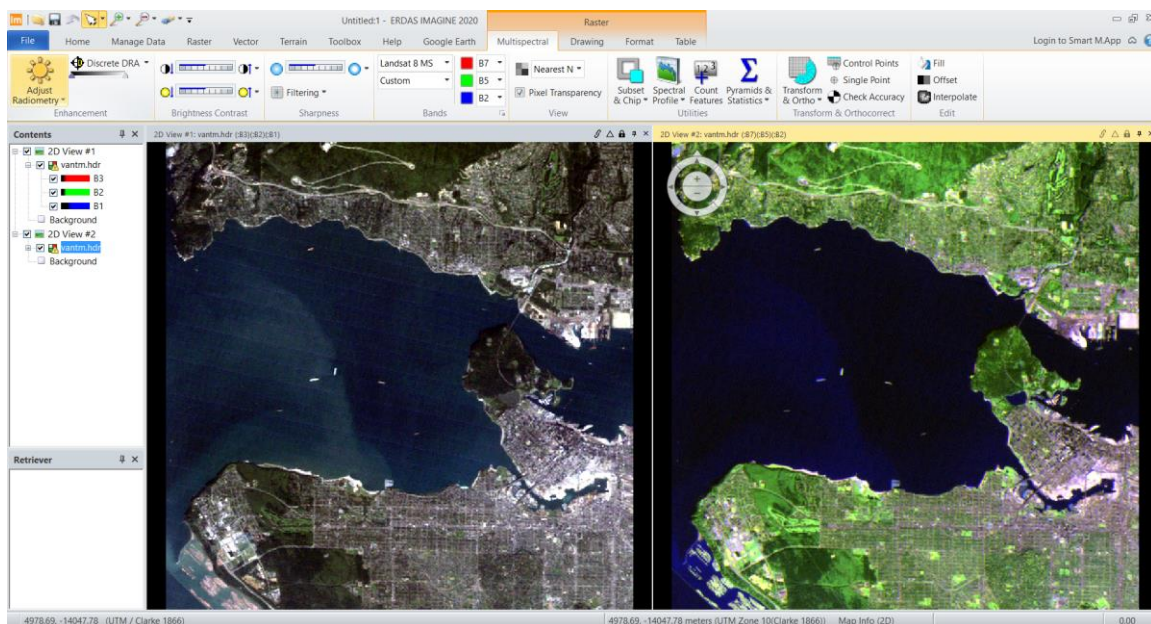 Untitled:1 - ERDAS IMAGINE 2020
Raster
File Home Manage Data Raster Vector Terrain Toolbox Help Google Earth Multispectral Drawing Format Table Login to Smart M.App
Adjust Radiometry
Discrete DRA
Enhancement
Brightness Contrast
Filtering
Sharpness
Landsat 8 MS
Custom
B7
B5
B2
Bands
Nearest N
Pixel Transparency
View
Subset & Chip
Spectral Profile
Count Features
Pyramids & Statistics
Utilities
Transform & Ortho
Control Points
Single Point
Check Accuracy
Transform & Orthocorrect
Fill
Offset
Interpolate
Edit
Contents
2D View #1
vantm.hdr
B3
B2
B1
Background
2D View #2
vantm.hdr
Background
Retriever
2D View #1: vantm.hdr (:B3)(:B2)(:B1)
2D View #2: vantm.hdr (:B7)(:B5)(:B2)
4978.69, -14047.78 (UTM / Clarke 1866)
4978.69, -14047.78 meters (UTM Zone 10(Clarke 1866)) Map Info (2D) 0.00